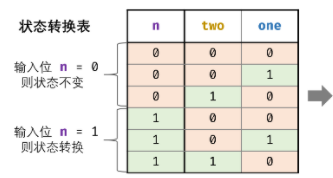 状态转换表
n two one
输入位 n = 0
则状态不变
0 0 0
0 0 1
0 1 0
输入位 n = 1
则状态转换
1 0 0
1 0 1
1 1 0